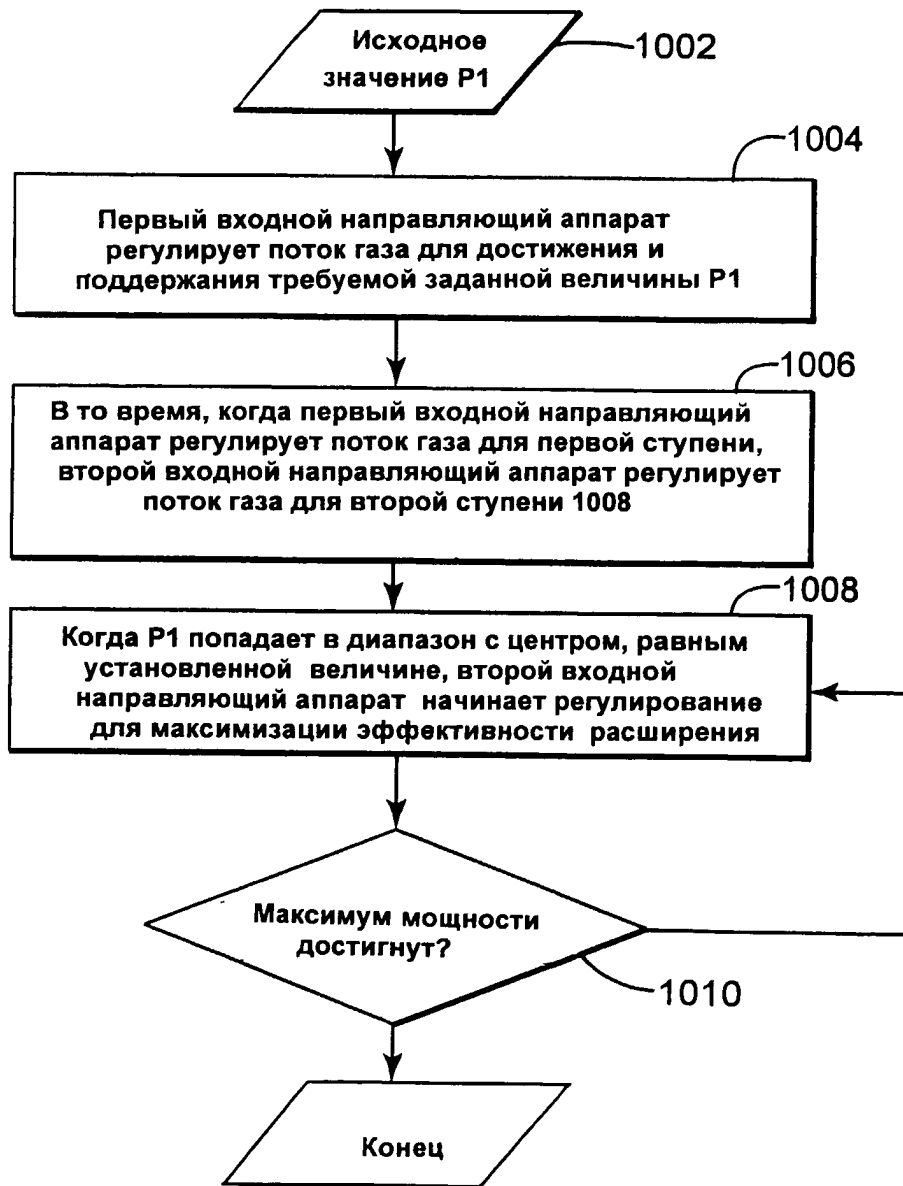 Исходное
значение P1
1002
1004
Первый входной направляющий аппарат
регулирует поток газа для достижения и
поддержания требуемой заданной величины P1
1006
В то время, когда первый входной направляющий
аппарат регулирует поток газа для первой ступени,
второй входной направляющий аппарат регулирует
поток газа для второй ступени 1008
1008
Когда P1 попадает в диапазон с центром, равным
установленной величине, второй входной
направляющий аппарат начинает регулирование
для максимизации эффективности расширения
Максимум мощности
достигнут?
1010
Конец